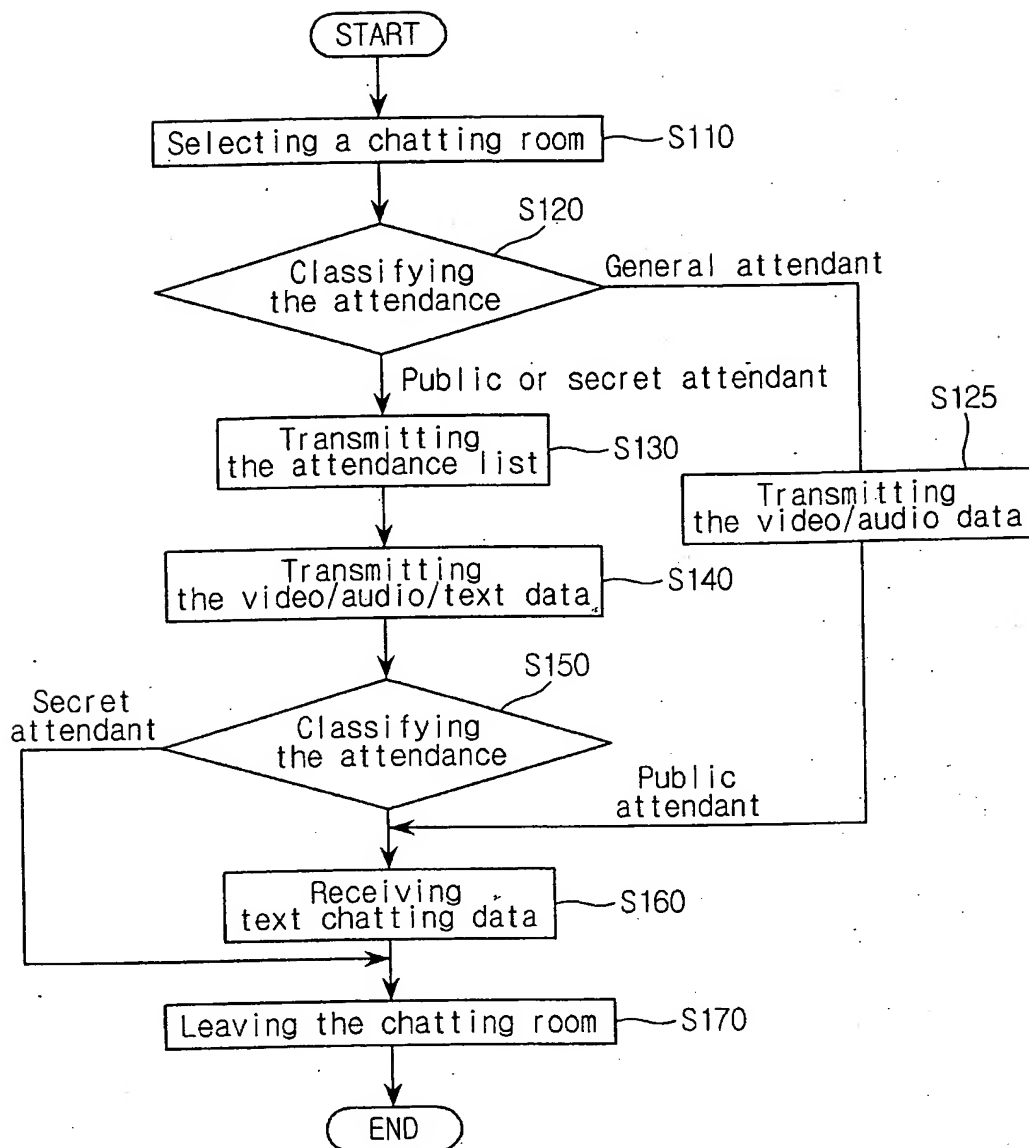 START
Selecting a chatting room
S110
S120
Classifying
the attendance
General attendant
Public or secret attendant
S125
Transmitting
the attendance list
S130
Transmitting
the video/audio data
Transmitting
the video/audio/text data
S140
S150
Secret
attendant
Classifying
the attendance
Public
attendant
Receiving
text chatting data
S160
Leaving the chatting room
S170
END